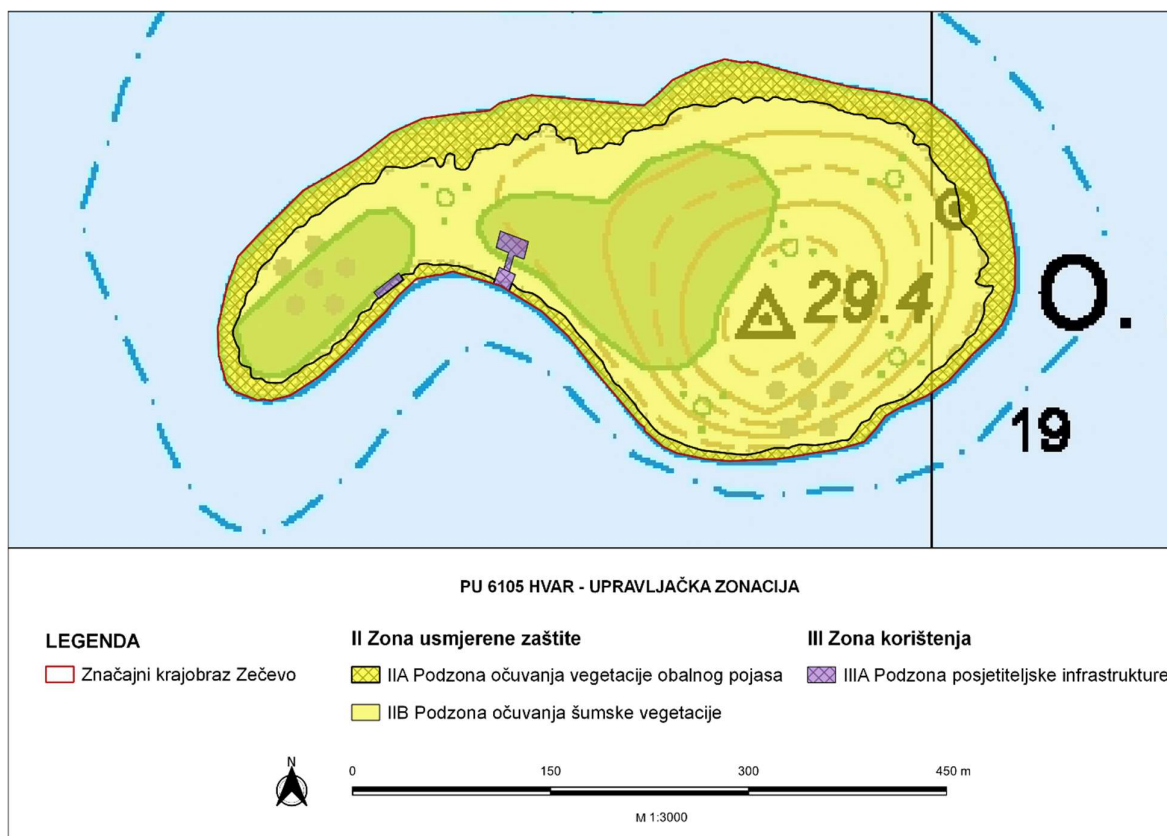 29.4
O.
19
PU 6105 HVAR - UPRAVLJAČKA ZONACIJA
LEGENDA
Značajni krajobraz Zečevo
II Zona usmjerene zaštite
IIA Podzona očuvanja vegetacije obalnog pojasa
IIB Podzona očuvanja šumske vegetacije
III Zona korištenja
IIIA Podzona posjetiteljske infrastrukture
N
0 150 300 450 m
M 1:3000